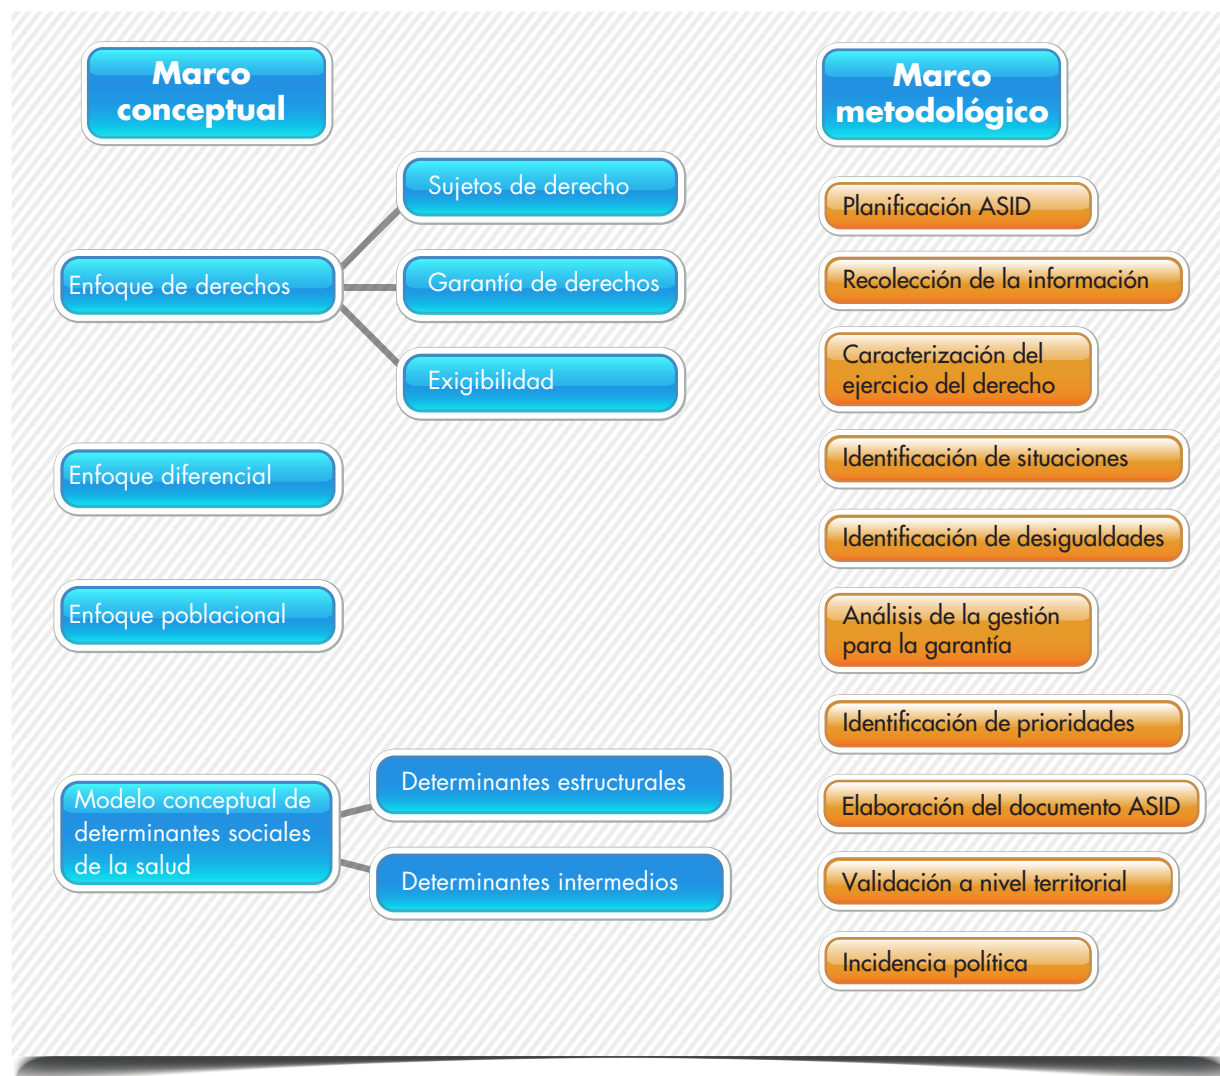 Marco
conceptual
Sujetos de derecho
Enfoque de derechos
Garantía de derechos
Exigibilidad
Enfoque diferencial
Enfoque poblacional
Modelo conceptual de
determinantes sociales
de la salud
Determinantes estructurales
Determinantes intermedios
Marco
metodológico
Planificación ASID
Recolección de la información
Caracterización del
ejercicio del derecho
Identificación de situaciones
Identificación de desigualdades
Análisis de la gestión
para la garantía
Identificación de prioridades
Elaboración del documento ASID
Validación a nivel territorial
Incidencia política